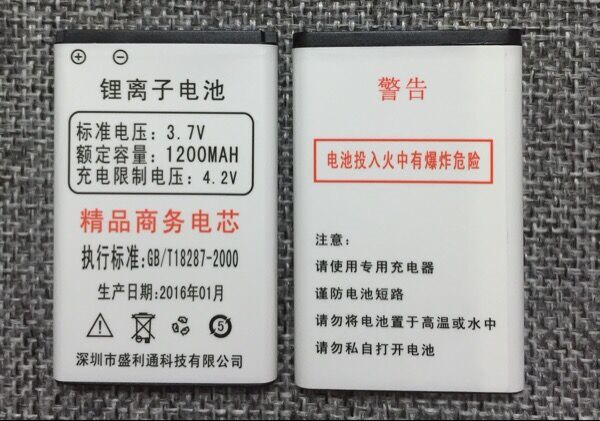 锂离子电池
标准电压: 3.7V
额定容量: 1200MAH
充电限制电压: 4.2V
精品商务电芯
执行标准:GB/T18287-2000
生产日期:2016年01月
5
深圳市盛利通科技有限公司
警告
电池投入火中有爆炸危险
注意:
请使用专用充电器
谨防电池短路
请勿将电池置于高温或水中
请勿私自打开电池